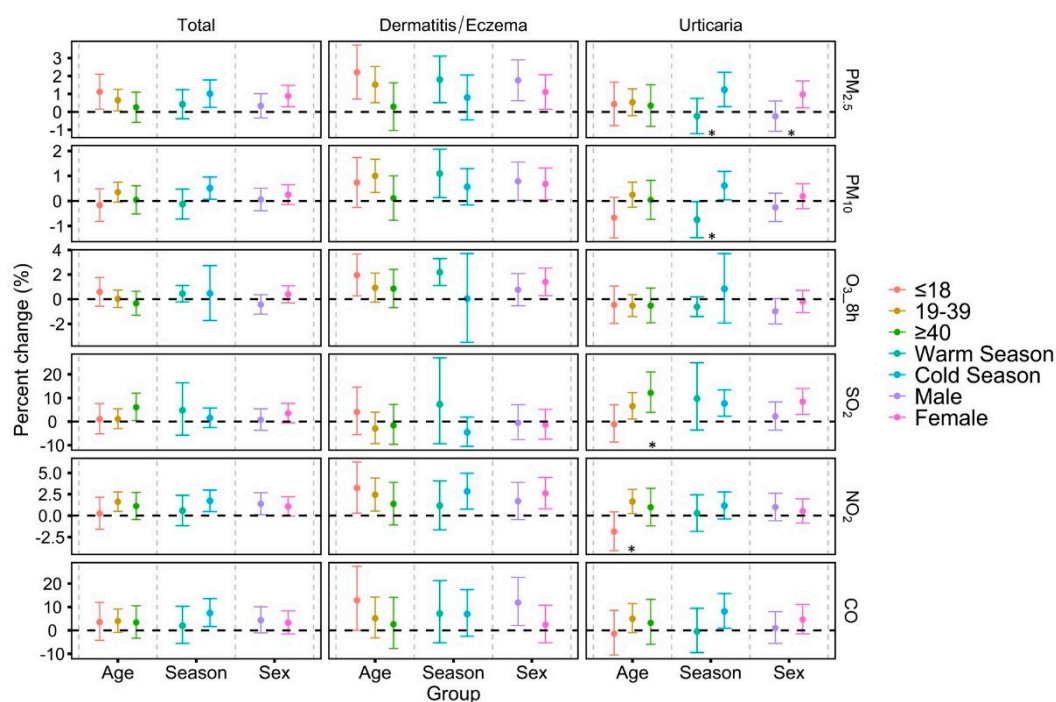 Total Dermatitis/Eczema Urticaria
3
2
1
0
-1
PM2.5
* *
2
1
0
-1
PM10
*
4
2
0
-2
O3_8h
20
10
0
-10
SO2
*
5.0
2.5
0.0
-2.5
NO2
*
20
10
0
-10
CO
Percent change (%)
Age Season Sex Age Season Sex Age Season Sex
Group
≤18
19-39
≥40
Warm Season
Cold Season
Male
Female